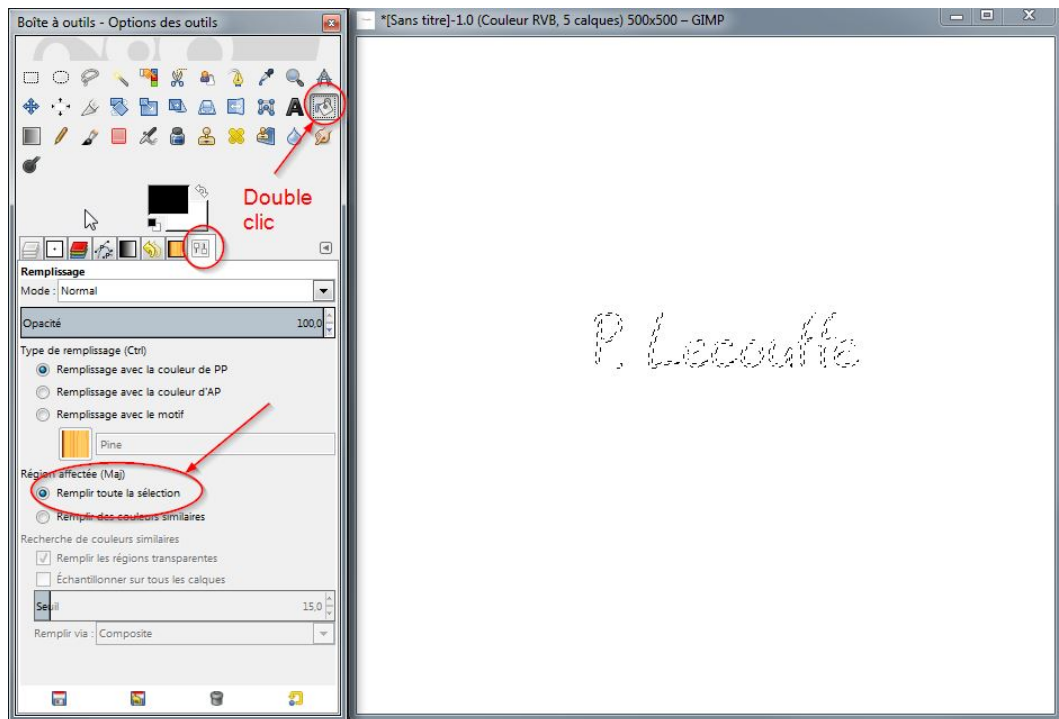 Boîte à outils - Options des outils
*[Sans titre]-1.0 (Couleur RVB, 5 calques) 500x500 – GIMP
Double
clic
Remplissage
Mode : Normal
Opacité 100,0
Type de remplissage (Ctrl)
Remplissage avec la couleur de PP
Remplissage avec la couleur d'AP
Remplissage avec le motif
Pine
Région affectée (Maj)
Remplir toute la sélection
Remplir des couleurs similaires
Recherche de couleurs similaires
Remplir les régions transparentes
Échantillonner sur tous les calques
Seuil 15,0
Remplir via : Composite
P. Lecouffe